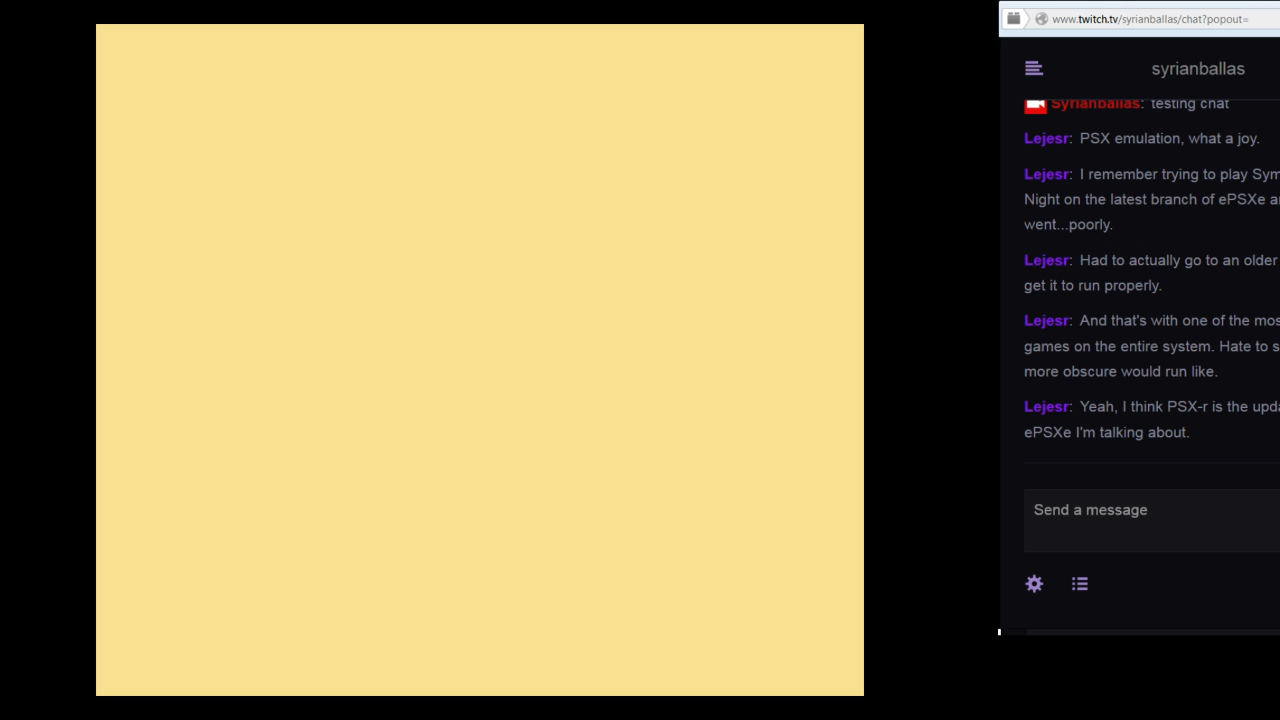 www.twitch.tv/syrianballas/chat?popout=
syrianballas
Syrianballas: testing chat
Lejesr: PSX emulation, what a joy.
Lejesr: I remember trying to play Sym
Night on the latest branch of ePSXe a
went...poorly.
Lejesr: Had to actually go to an older
get it to run properly.
Lejesr: And that's with one of the mos
games on the entire system. Hate to s
more obscure would run like.
Lejesr: Yeah, I think PSX-r is the upda
ePSXe I'm talking about.
Send a message